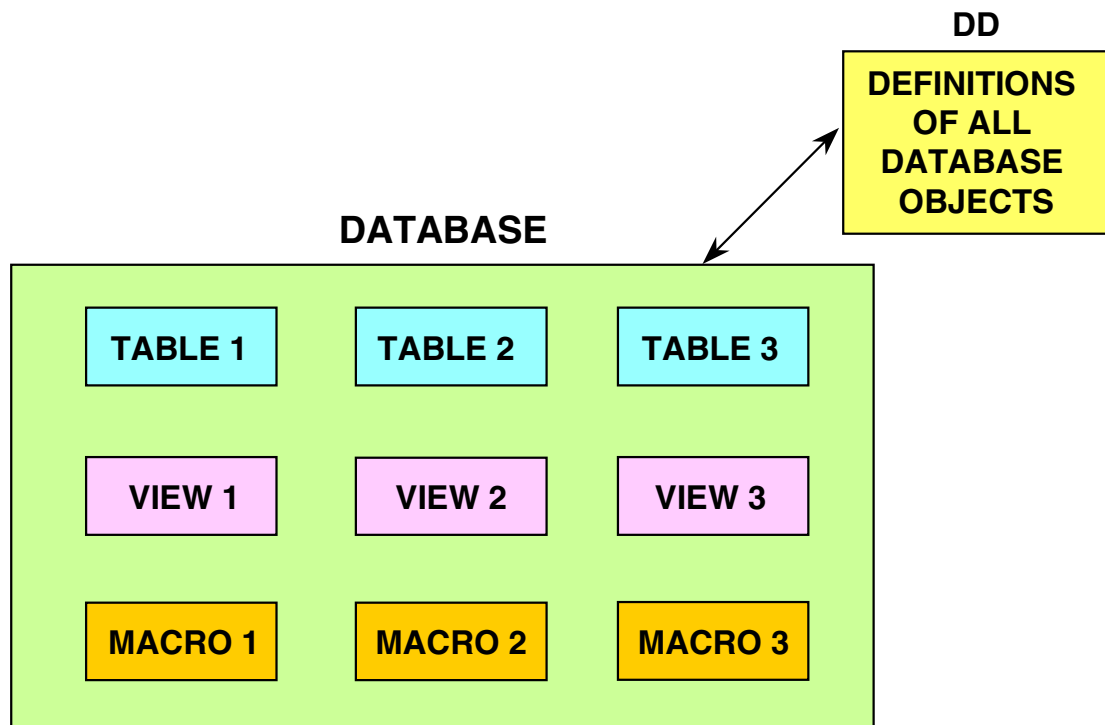 DD
DEFINITIONS
OF ALL
DATABASE
OBJECTS
DATABASE
TABLE 1
TABLE 2
TABLE 3
VIEW 1
VIEW 2
VIEW 3
MACRO 1
MACRO 2
MACRO 3